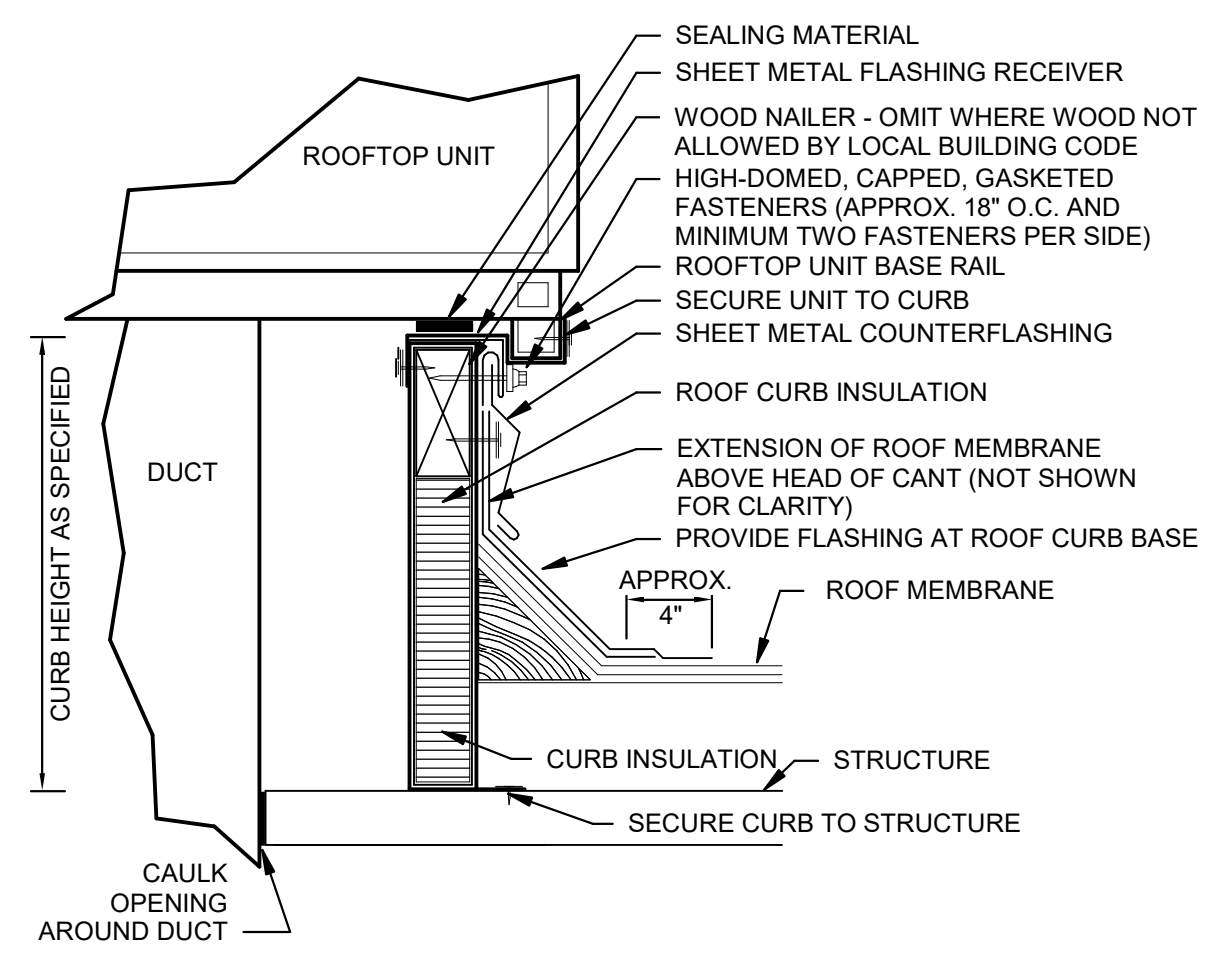 SEALING MATERIAL
SHEET METAL FLASHING RECEIVER
WOOD NAILER - OMIT WHERE WOOD NOT
ALLOWED BY LOCAL BUILDING CODE
HIGH-DOMED, CAPPED, GASKETED
FASTENERS (APPROX. 18" O.C. AND
MINIMUM TWO FASTENERS PER SIDE)
ROOFTOP UNIT BASE RAIL
SECURE UNIT TO CURB
SHEET METAL COUNTERFLASHING
ROOF CURB INSULATION
EXTENSION OF ROOF MEMBRANE
ABOVE HEAD OF CANT (NOT SHOWN
FOR CLARITY)
PROVIDE FLASHING AT ROOF CURB BASE
APPROX.
4"
ROOF MEMBRANE
ROOFTOP UNIT
DUCT
CURB HEIGHT AS SPECIFIED
CURB INSULATION
STRUCTURE
SECURE CURB TO STRUCTURE
CAULK
OPENING
AROUND DUCT